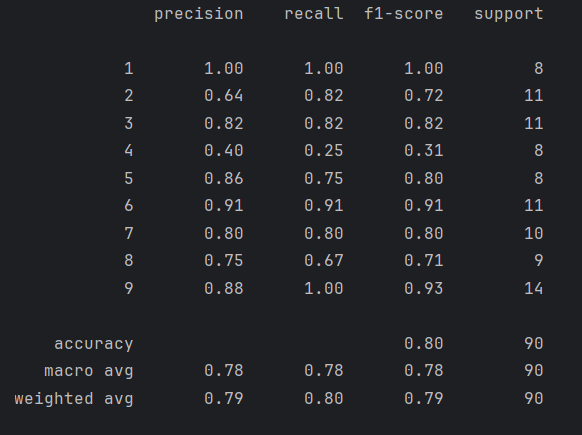 precision recall f1-score support
1 1.00 1.00 1.00 8
2 0.64 0.82 0.72 11
3 0.82 0.82 0.82 11
4 0.40 0.25 0.31 8
5 0.86 0.75 0.80 8
6 0.91 0.91 0.91 11
7 0.80 0.80 0.80 10
8 0.75 0.67 0.71 9
9 0.88 1.00 0.93 14
accuracy 0.80 90
macro avg 0.78 0.78 0.78 90
weighted avg 0.79 0.80 0.79 90